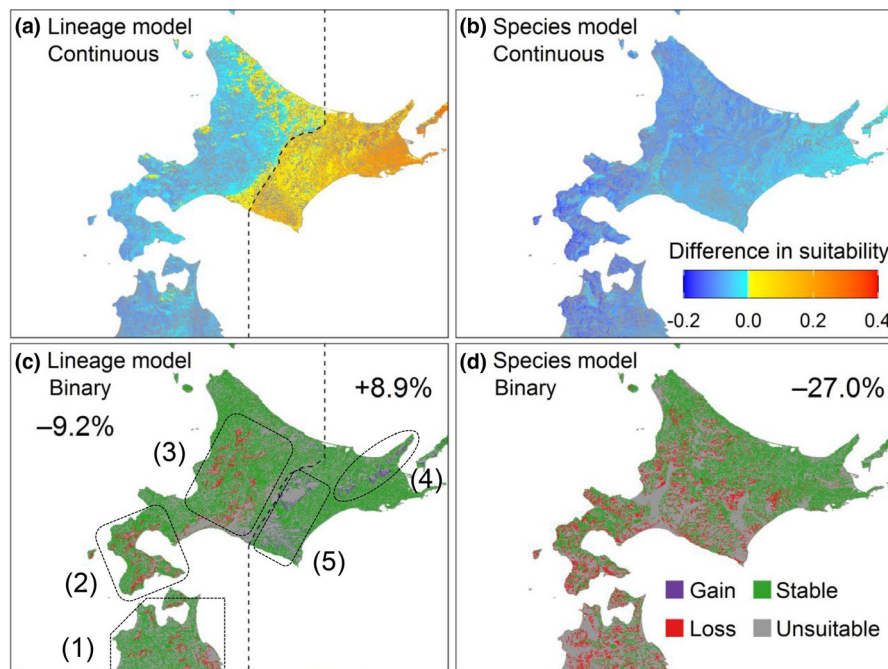 (a) Lineage model
Continuous
(b) Species model
Continuous
Difference in suitability
-0.2 0.0 0.2 0.4
(c) Lineage model
Binary
+8.9%
–9.2%
(3)
(4)
(2)
(5)
(1)
(d) Species model
Binary
–27.0%
Gain Stable
Loss Unsuitable